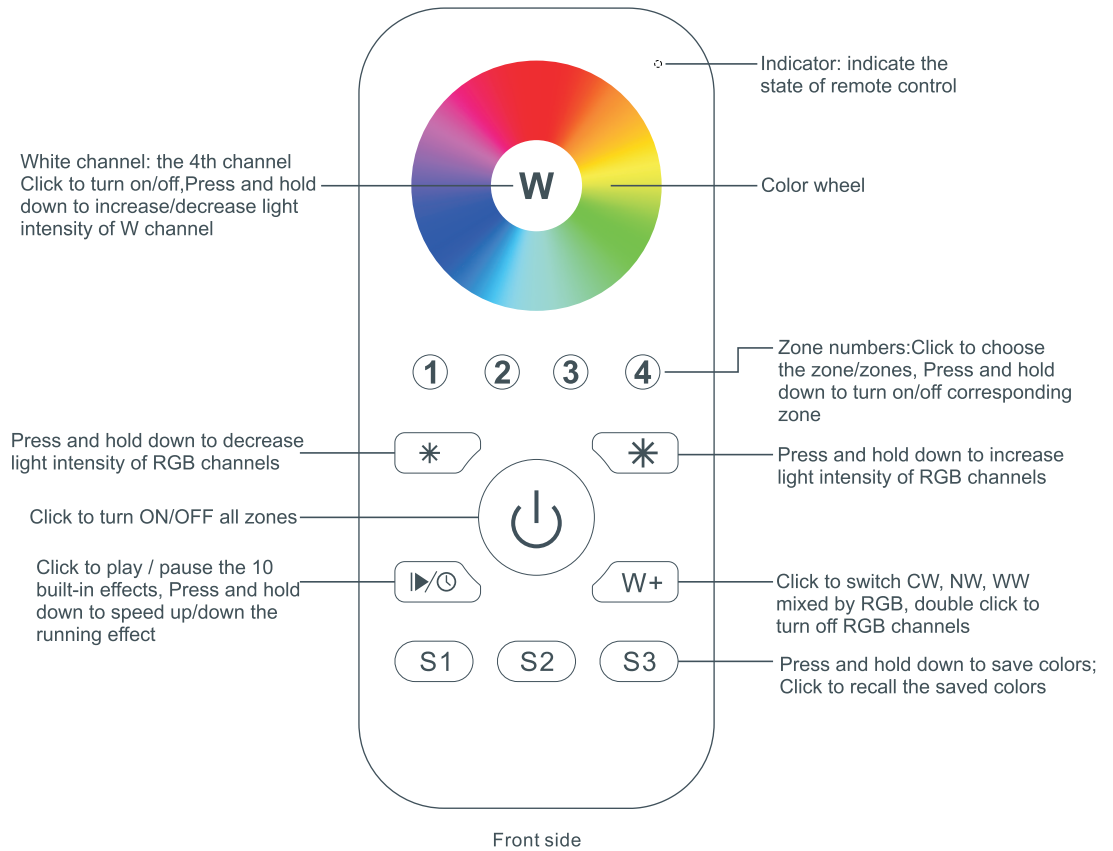 Indicator: indicate the
state of remote control
White channel: the 4th channel
Click to turn on/off,Press and hold
down to increase/decrease light
intensity of W channel
W
Color wheel
1 2 3 4
Zone numbers:Click to choose
the zone/zones, Press and hold
down to turn on/off corresponding
zone
Press and hold down to decrease
light intensity of RGB channels
Press and hold down to increase
light intensity of RGB channels
Click to turn ON/OFF all zones
Click to play / pause the 10
built-in effects, Press and hold
down to speed up/down the
running effect
W+
Click to switch CW, NW, WW
mixed by RGB, double click to
turn off RGB channels
S1 S2 S3
Press and hold down to save colors;
Click to recall the saved colors
Front side